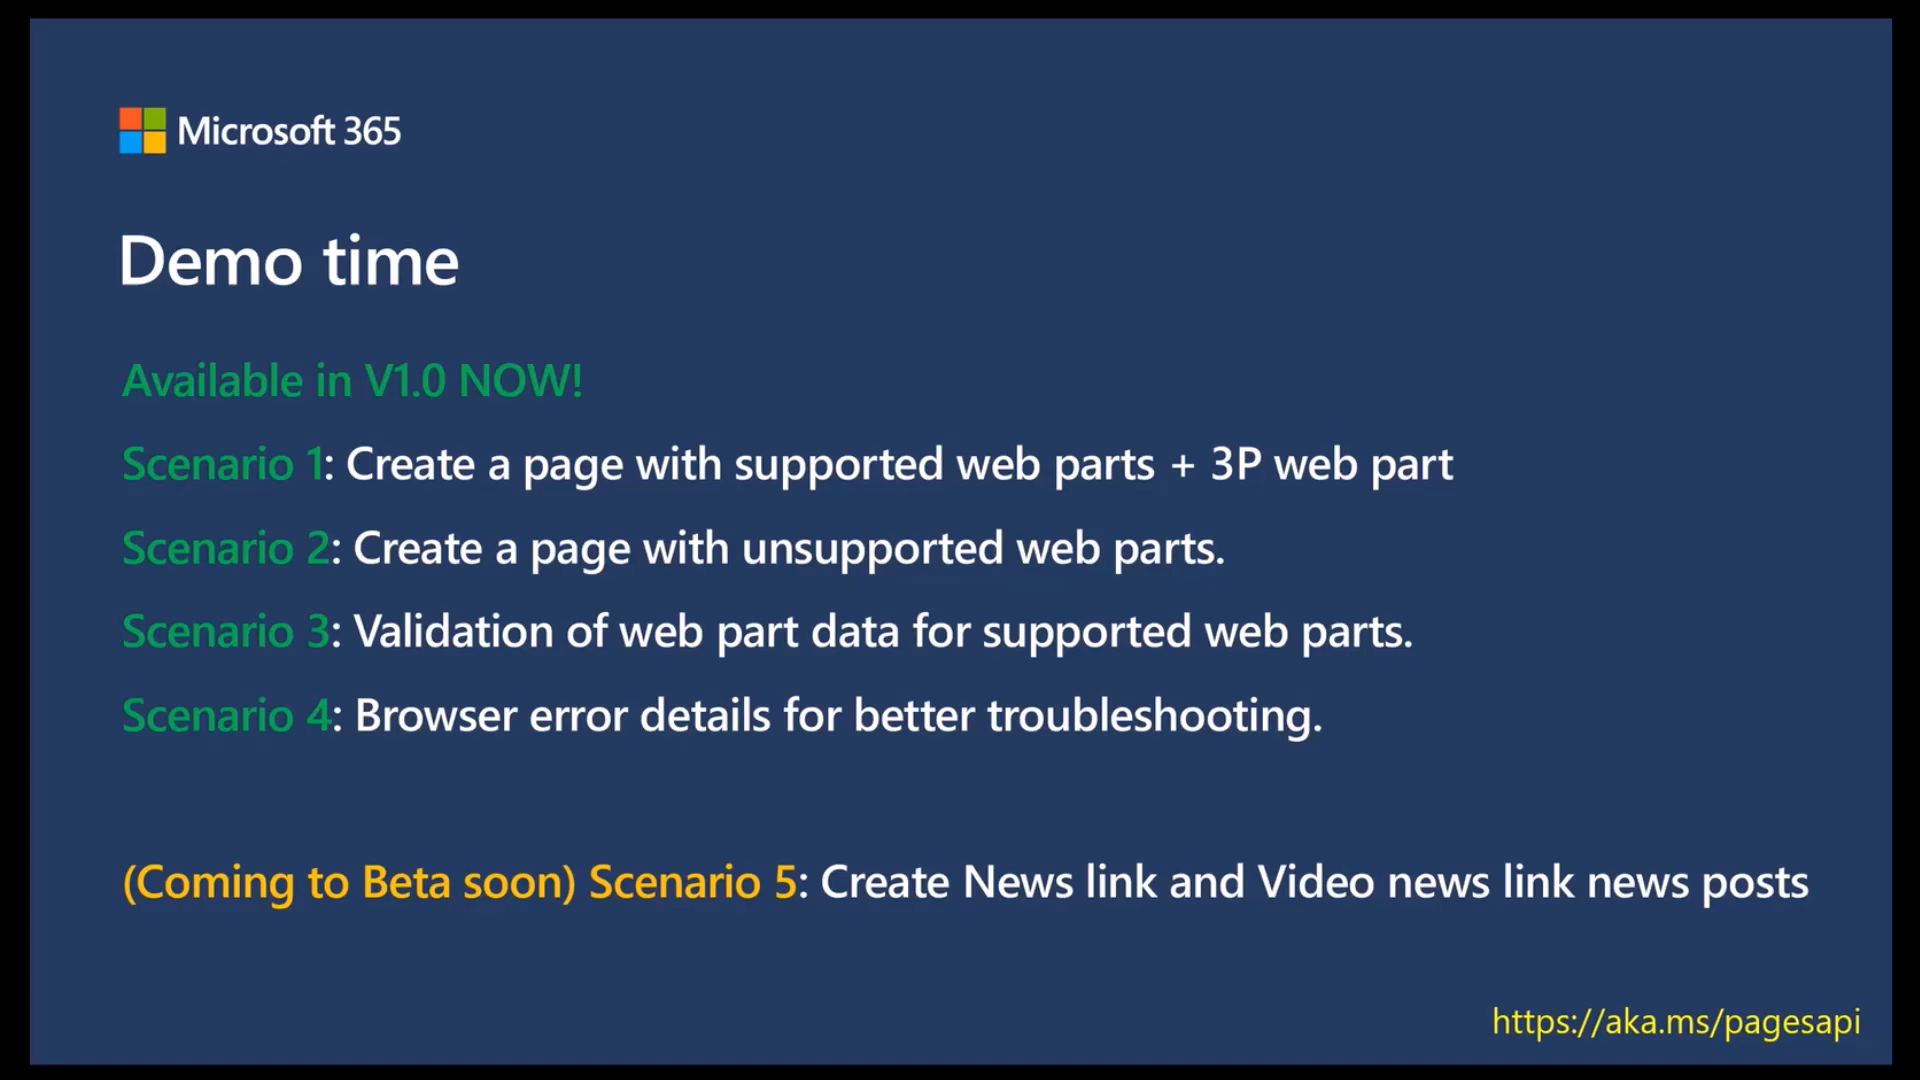 Microsoft 365
Demo time
Available in V1.0 NOW!
Scenario 1: Create a page with supported web parts + 3P web part
Scenario 2: Create a page with unsupported web parts.
Scenario 3: Validation of web part data for supported web parts.
Scenario 4: Browser error details for better troubleshooting.
(Coming to Beta soon) Scenario 5: Create News link and Video news link news posts
https://aka.ms/pagesapi